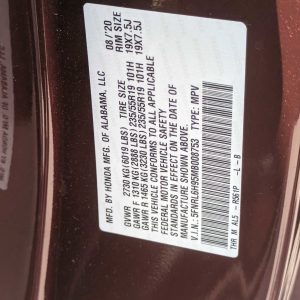 MFD. BY HONDA MFG. OF ALABAMA, LLC 08/'20
TIRE SIZE RIM SIZE
GVWR 2730 KG(6019 LBS)
GAWR F 1310 KG(2888 LBS) 235/55R19 101H 19X7.5J
GAWR R 1465 KG(3230 LBS) 235/55R19 101H 19X7.5J
THIS VEHICLE CONFORMS TO ALL APPLICABLE
FEDERAL MOTOR VEHICLE SAFETY
STANDARDS IN EFFECT ON THE DATE OF
MANUFACTURE SHOWN ABOVE.
V.I.N.: TYPE: MPV
THR M AL5 - R561P -L -B